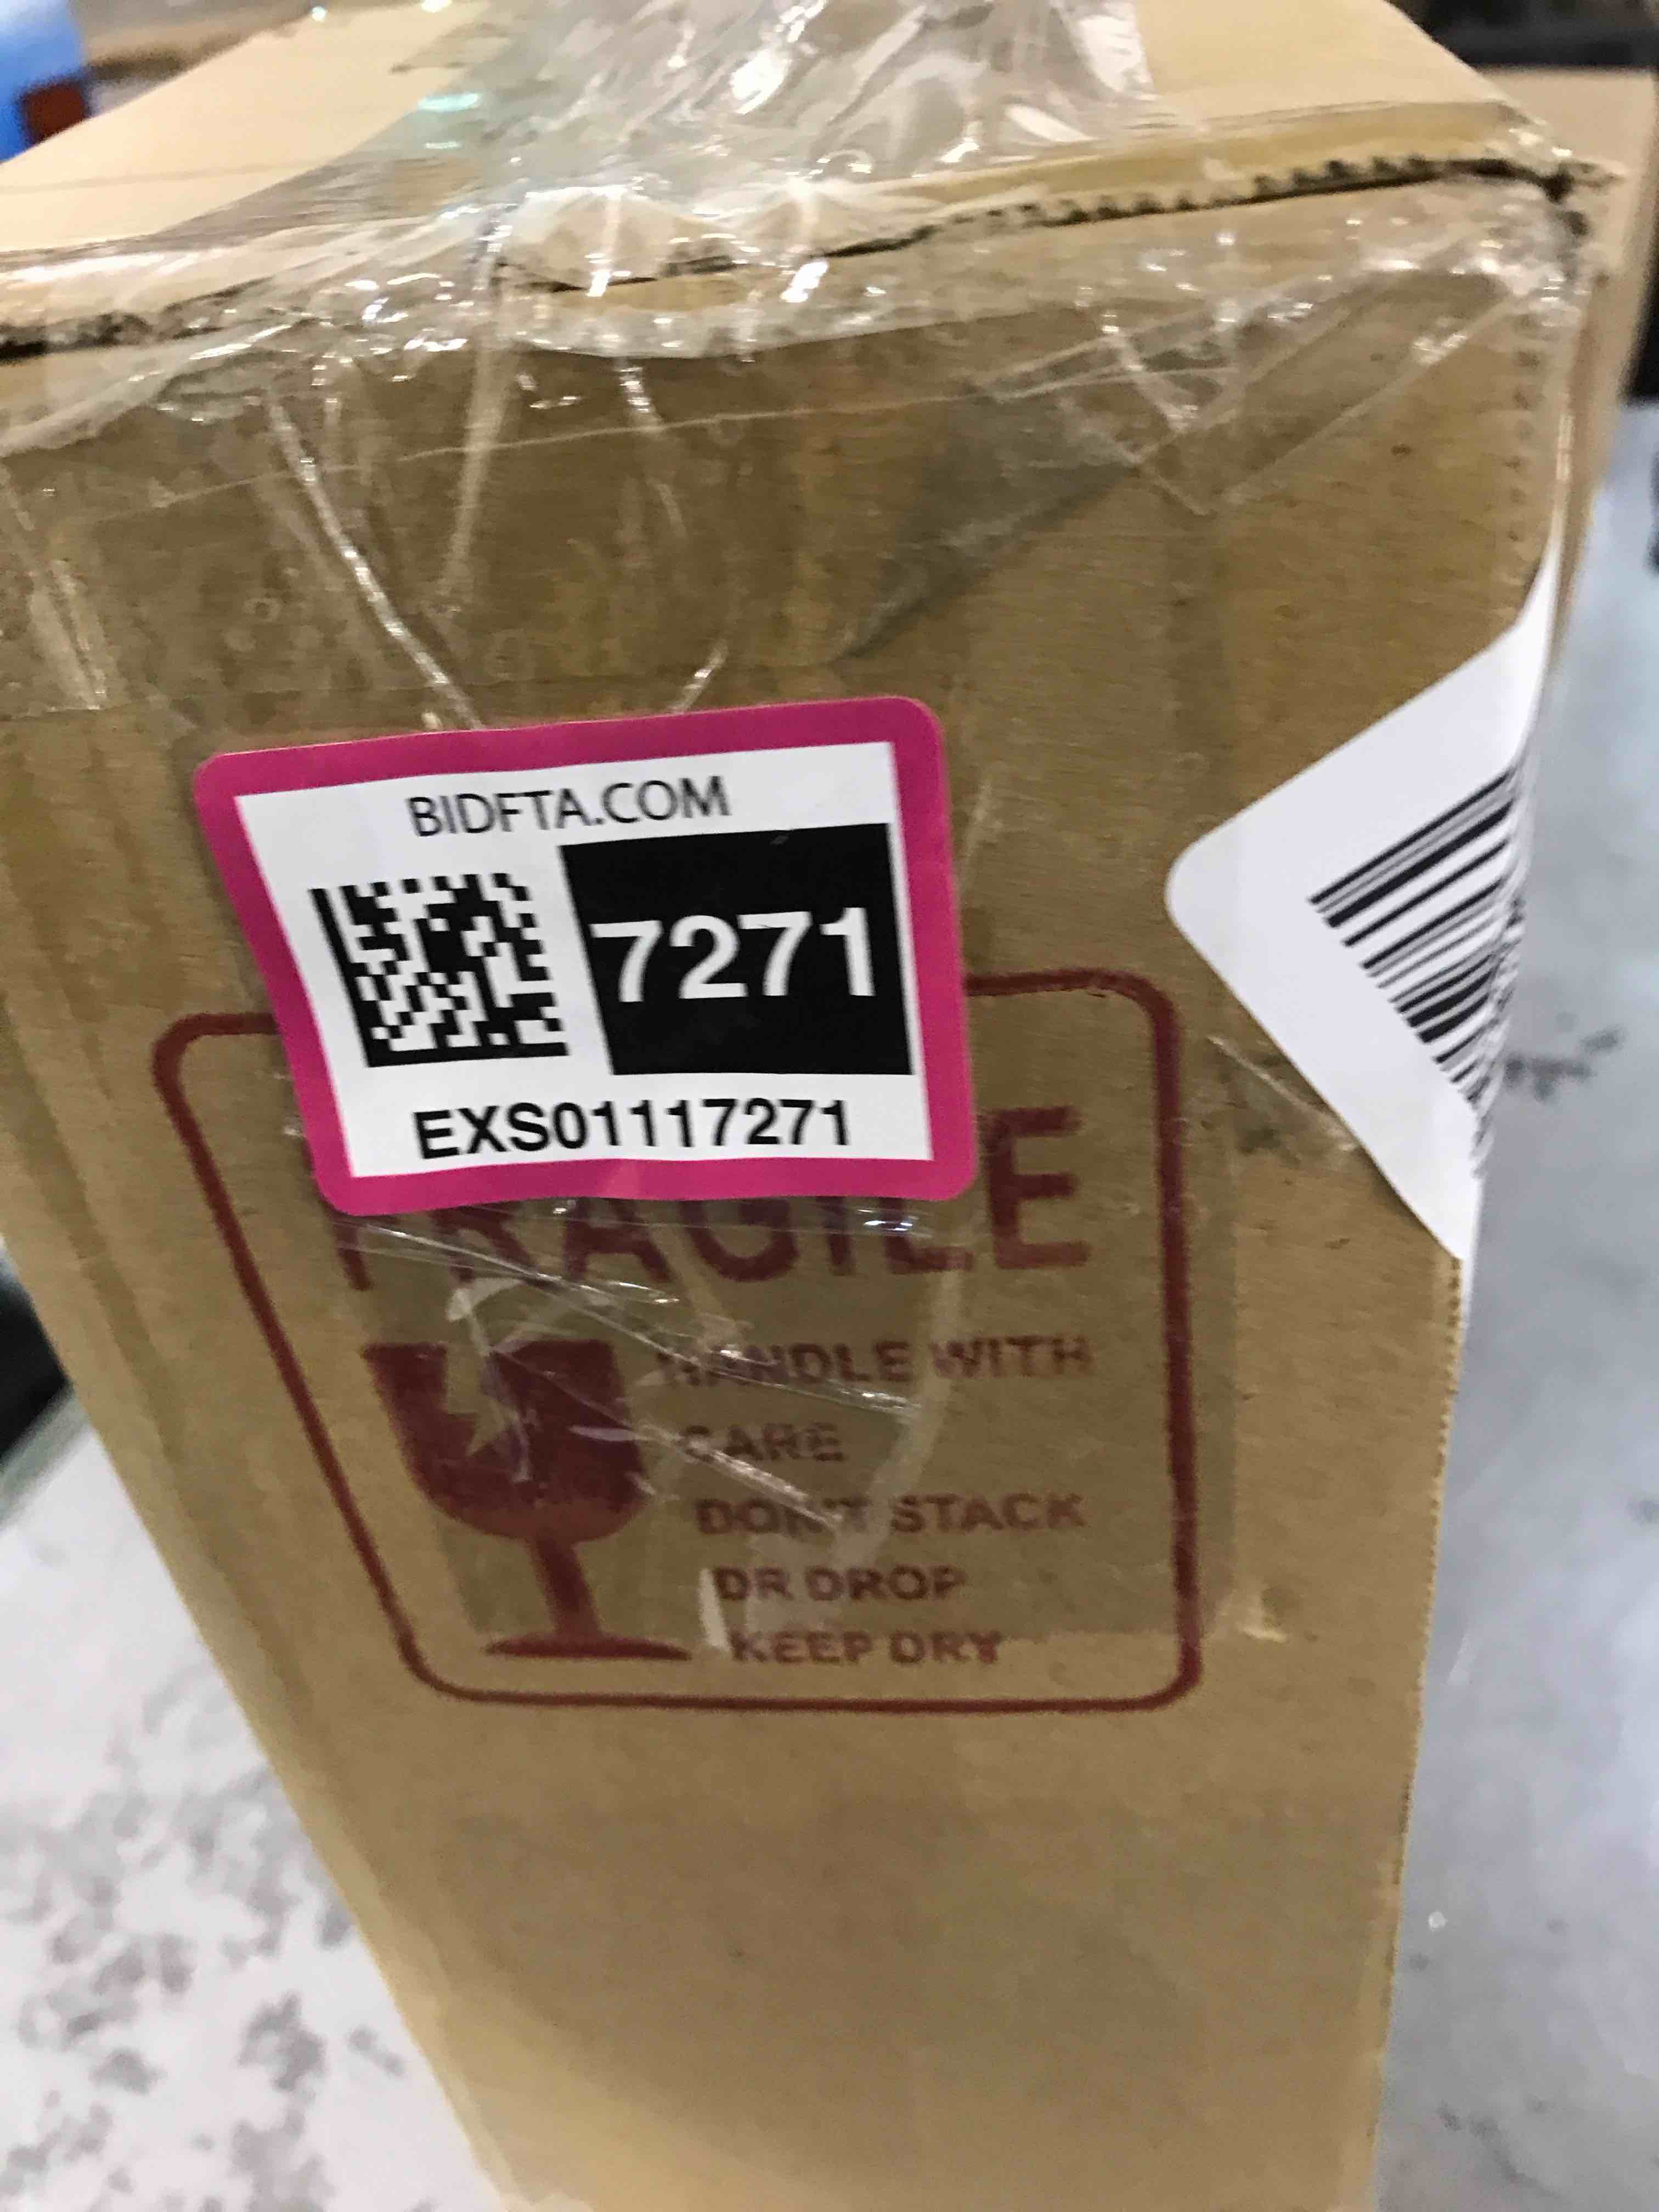 BIDFTA.COM
7271
EXS01117271
FRAGILE
HANDLE WITH
CARE
DON'T STACK
OR DROP
KEEP DRY